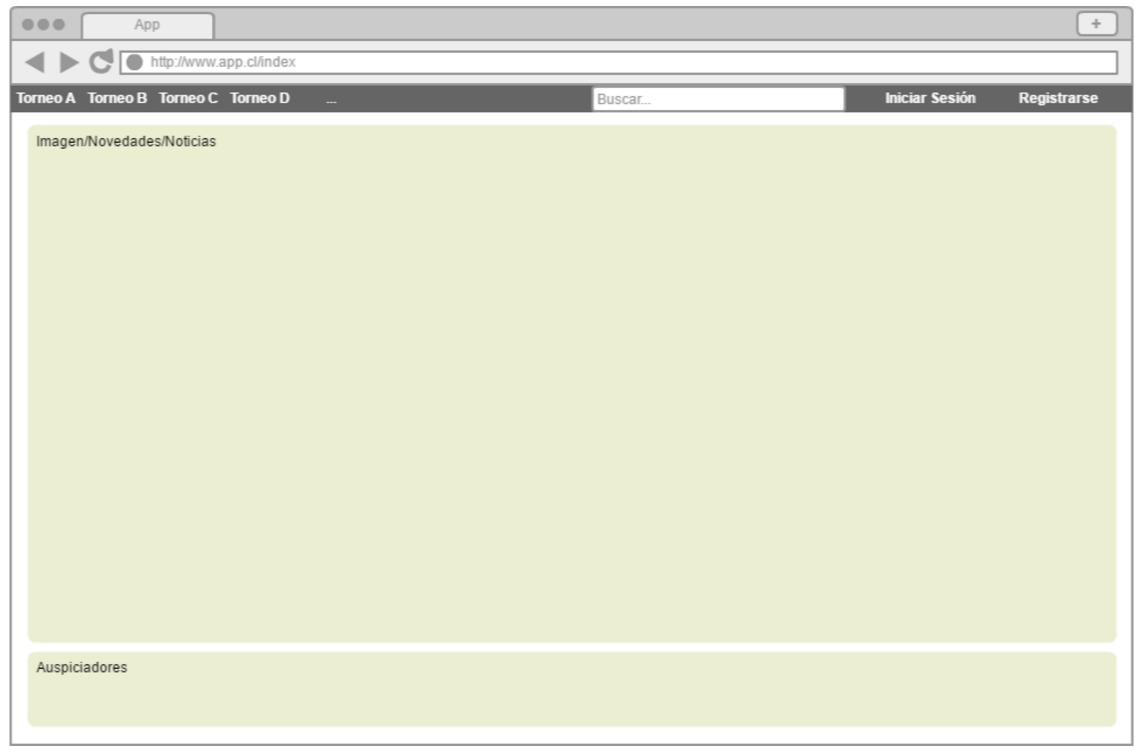 App
+
http://www.app.cl/index
Torneo A Torneo B Torneo C Torneo D ... Buscar... Iniciar Sesión Registrarse
Imagen/Novedades/Noticias
Auspiciadores